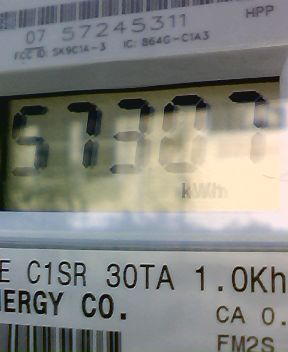 HPP
07 57245311
FCC ID: SK9C1A-3 IC: 864G-C1A3
57307
kWh
E C1SR 30TA 1.0Kh
ERGY CO.
CA 0.
FM2S